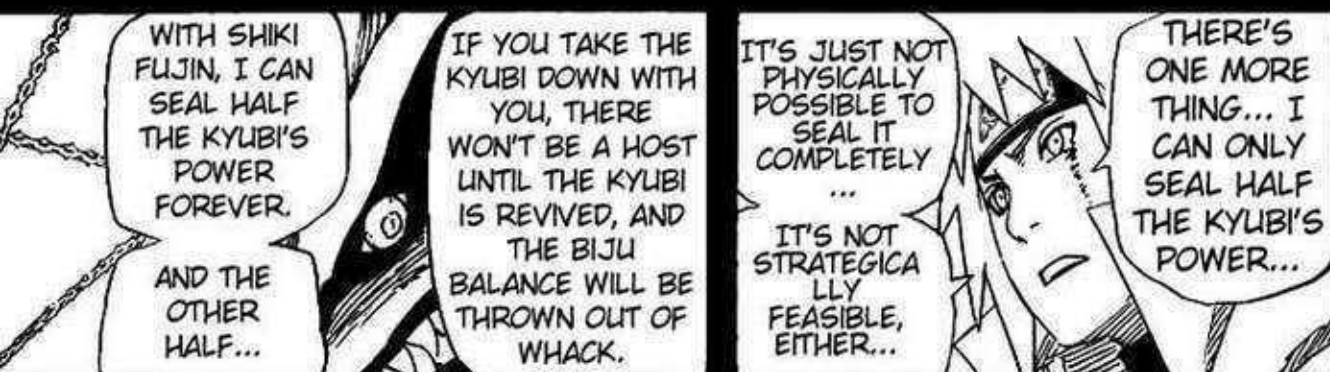 THERE'S
ONE MORE
THING... I
CAN ONLY
SEAL HALF
THE KYUBI'S
POWER...
IT'S JUST NOT
PHYSICALLY
POSSIBLE TO
SEAL IT
COMPLETELY
...
IT'S NOT
STRATEGICA
LLY
FEASIBLE,
EITHER...
IF YOU TAKE THE
KYUBI DOWN WITH
YOU, THERE
WON'T BE A HOST
UNTIL THE KYUBI
IS REVIVED, AND
THE BIJU
BALANCE WILL BE
THROWN OUT OF
WHACK.
WITH SHIKI
FUJIN, I CAN
SEAL HALF
THE KYUBI'S
POWER
FOREVER.
AND THE
OTHER
HALF...